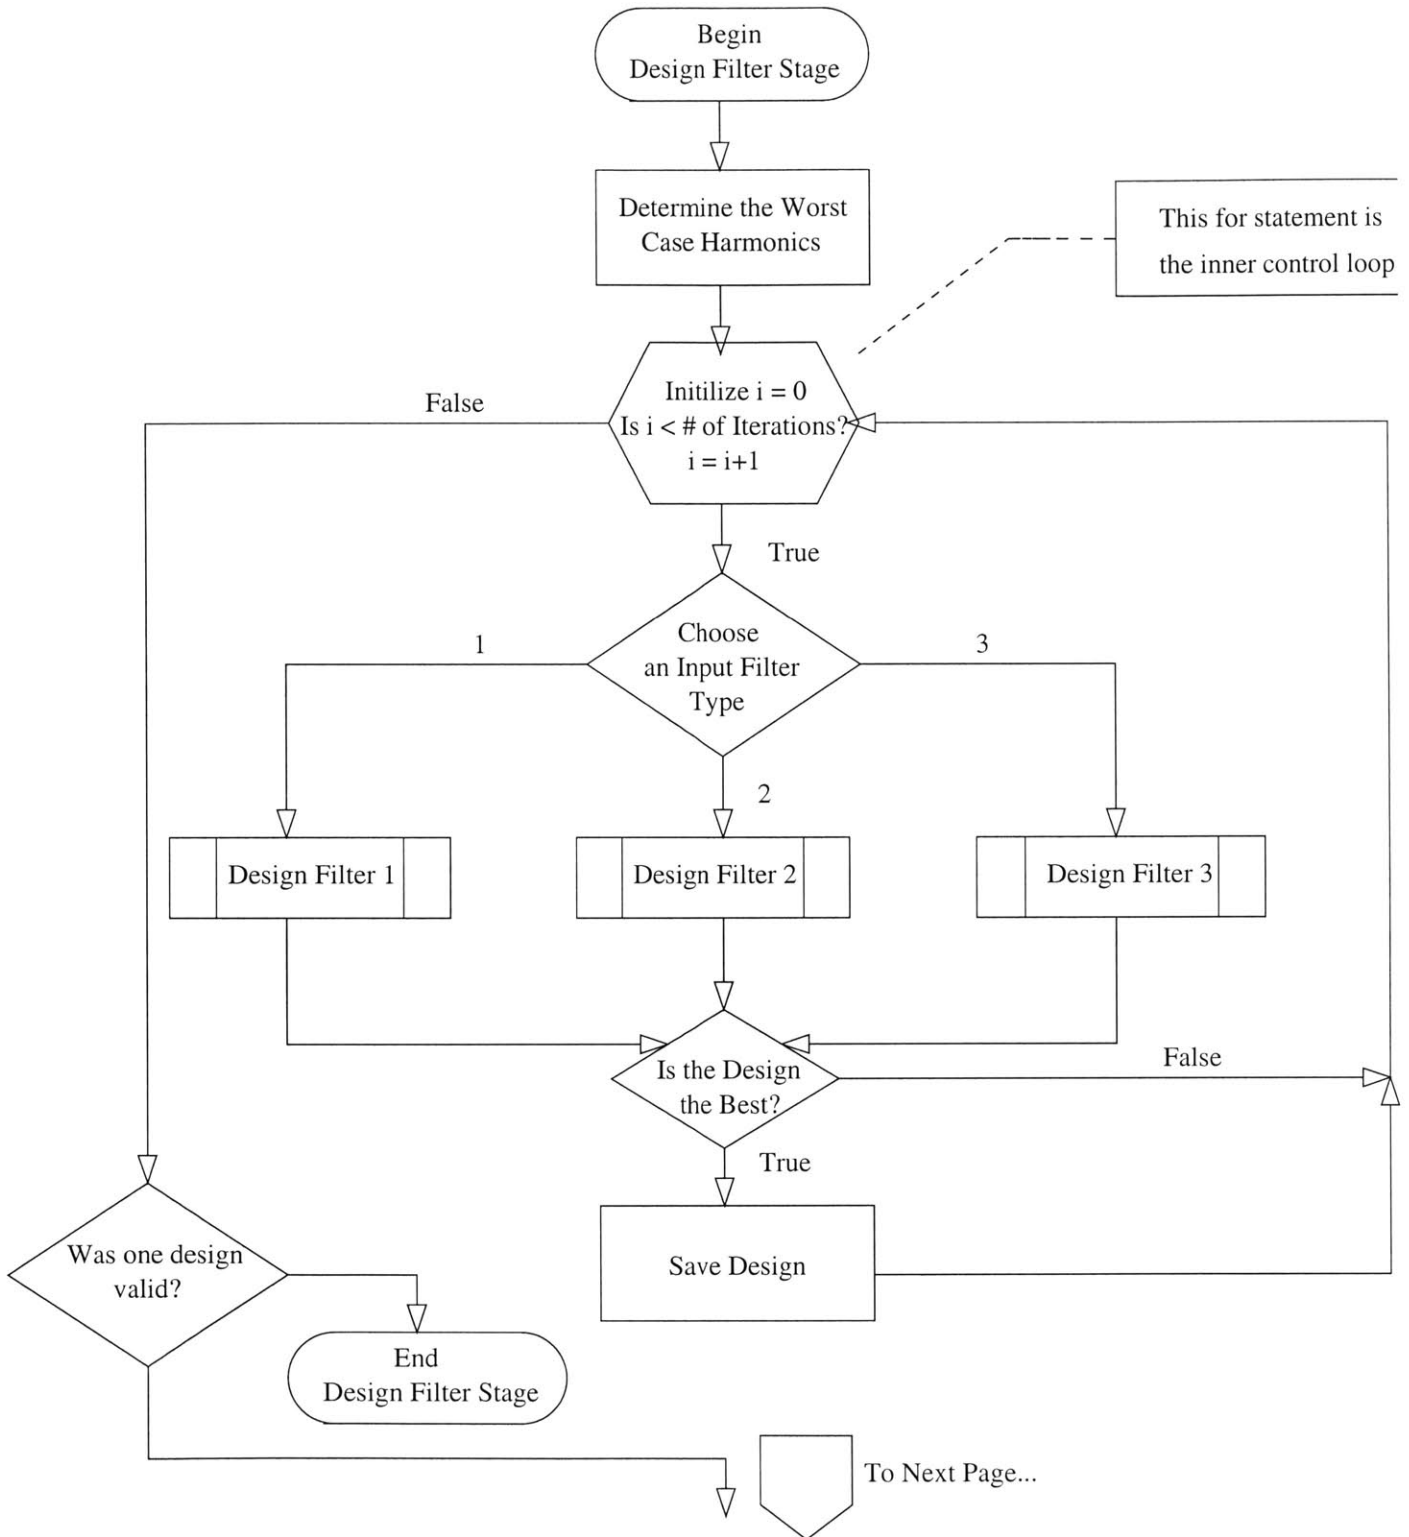 Begin
Design Filter Stage
Determine the Worst
Case Harmonics
This for statement is
the inner control loop
False
Initilize i = 0
Is i < # of Iterations?
i = i+1
True
Choose
an Input Filter
Type
1
3
2
Design Filter 1
Design Filter 2
Design Filter 3
Is the Design
the Best?
False
True
Save Design
Was one design
valid?
End
Design Filter Stage
To Next Page...